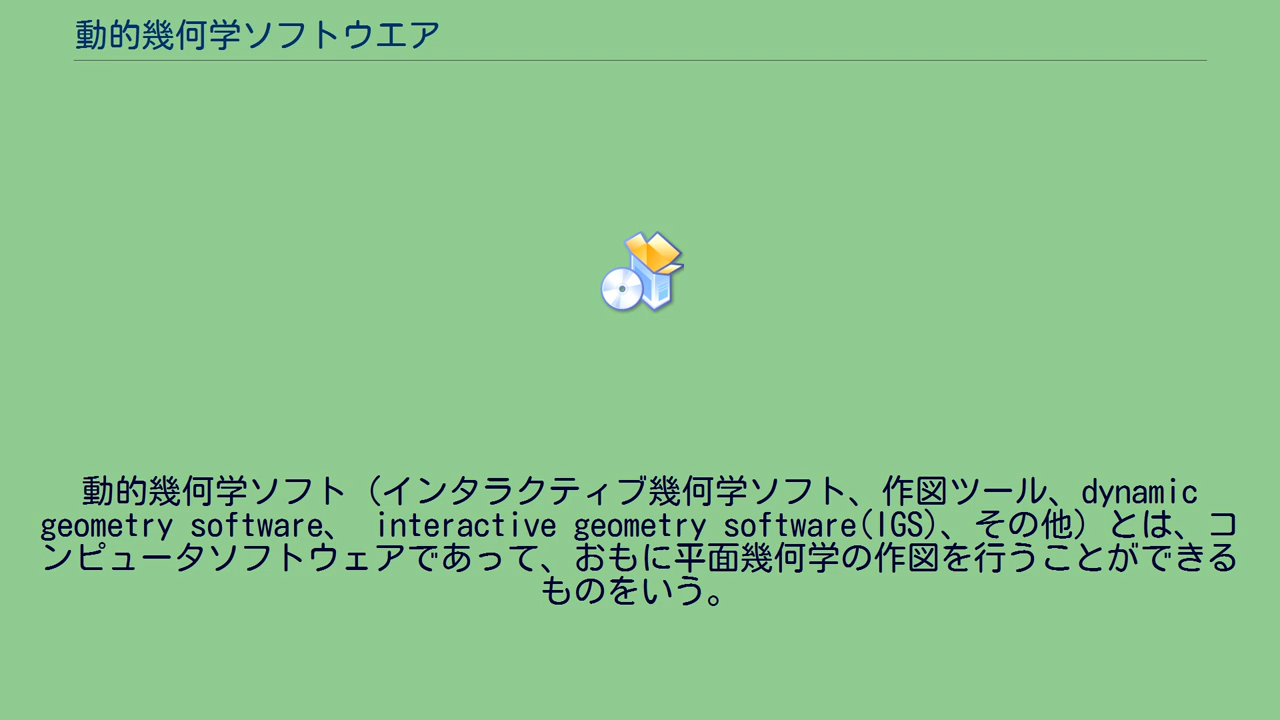 動的幾何学ソフトウエア
動的幾何学ソフト（インタラクティブ幾何学ソフト、作図ツール、dynamic
geometry software、 interactive geometry software(IGS)、その他）とは、コ
ンピュータソフトウェアであって、おもに平面幾何学の作図を行うことができる
ものをいう。